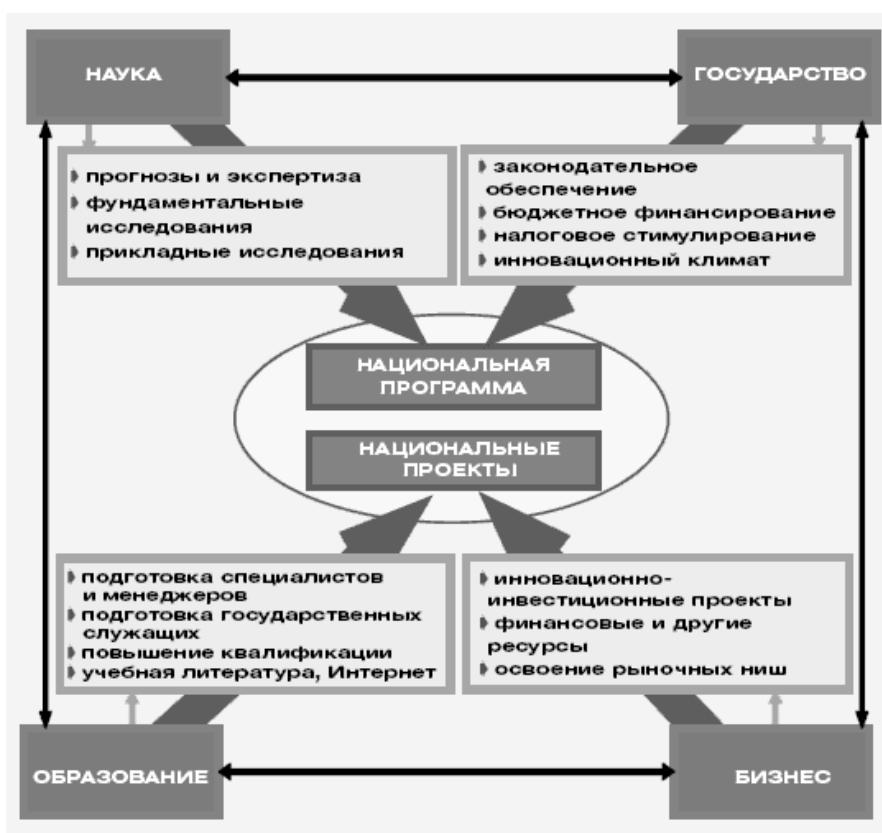 НАУКА
ГОСУДАРСТВО
прогнозы и экспертиза
фундаментальные
исследования
прикладные исследования
законодательное
обеспечение
бюджетное финансирование
налоговое стимулирование
инновационный климат
НАЦИОНАЛЬНАЯ
ПРОГРАММА
НАЦИОНАЛЬНЫЕ
ПРОЕКТЫ
подготовка специалистов
и менеджеров
подготовка государственных
служащих
повышение квалификации
учебная литература, Интернет
инновационно-
инвестиционные проекты
финансовые и другие
ресурсы
освоение рыночных ниш
ОБРАЗОВАНИЕ
БИЗНЕС